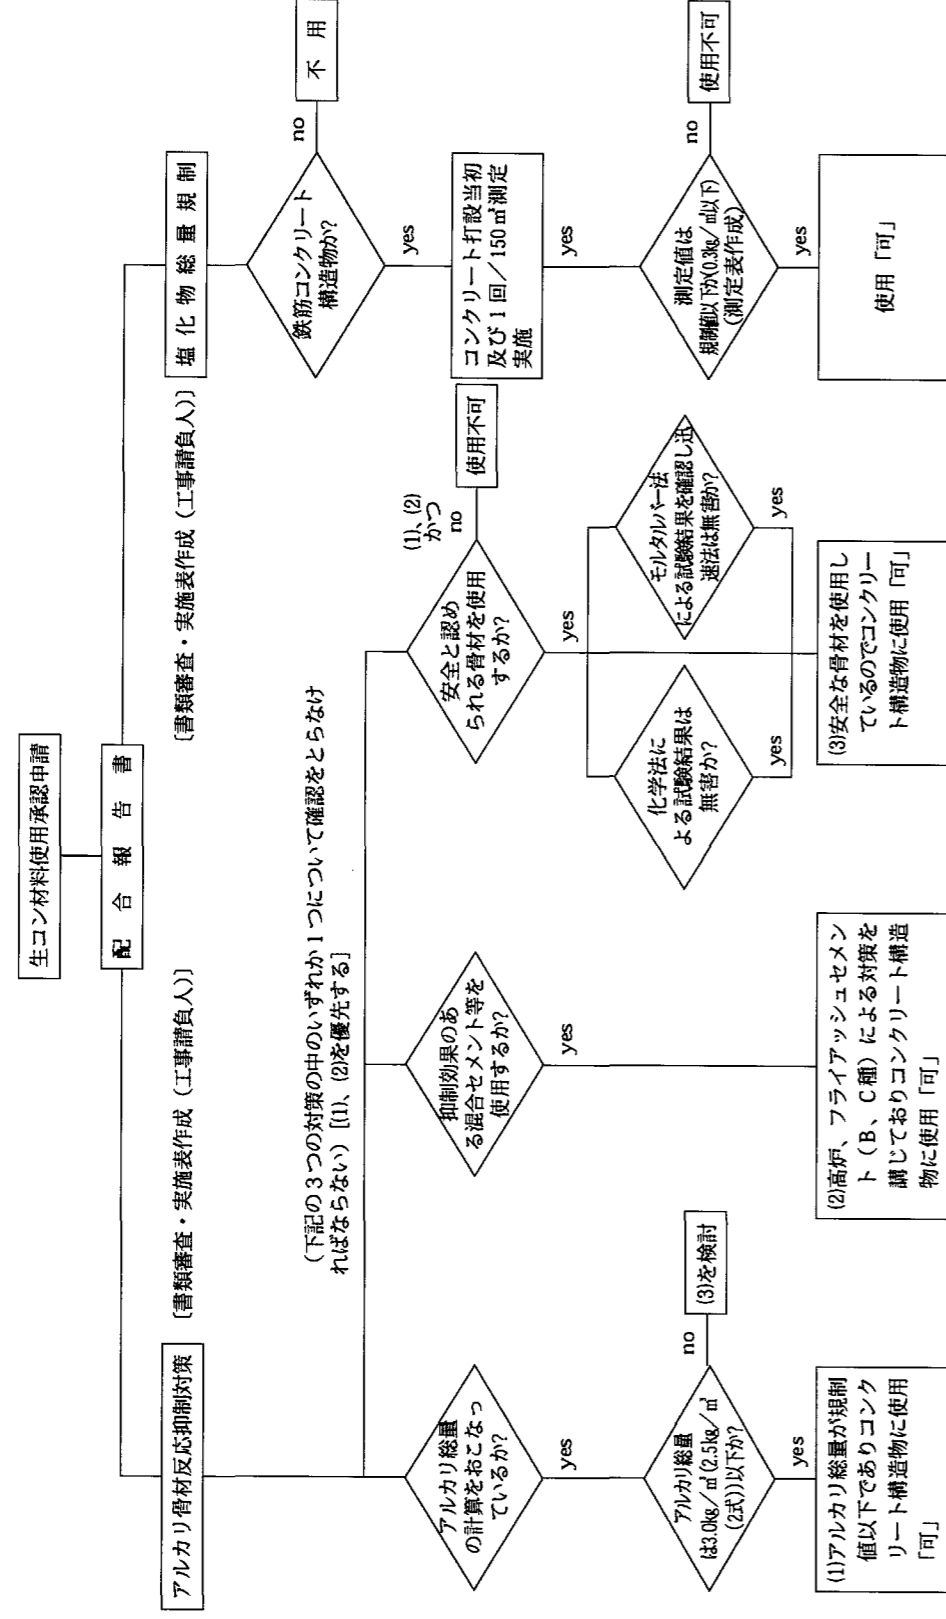 生コン材料使用承認申請
配合報告書
アルカリ骨材反応抑制対策
〔書類審査・実施表作成（工事請負人）〕
〔書類審査・実施表作成（工事請負人）〕
塩化物総量規制
（下記の３つの対策の中のいずれか１つについて確認をとらなけ
ればならない）[(1)、(2)を優先する]
アルカリ総量
の計算をおこなっ
ているか?
yes
アルカリ総量
は3.0kg／㎥(2.5kg／㎥
(2式))以下か?
no
(3)を検討
yes
(1)アルカリ総量が規制
値以下でありコンク
リート構造物に使用
「可」
抑制効果のあ
る混合セメント等を
使用するか?
yes
(2)高炉、フライアッシュセメン
ト（B、C種）による対策を
講じておりコンクリート構造
物に使用「可」
安全と認め
られる骨材を使用
するか?
(1)、(2)
かつ
no
使用不可
yes
化学法に
よる試験結果は
無害か?
yes
モルタルバー法
による試験結果を確認し迅
速法は無害か?
yes
(3)安全な骨材を使用し
ているのでコンクリー
ト構造物に使用「可」
鉄筋コンクリート
構造物か?
no
不用
yes
コンクリート打設当初
及び１回／150㎥測定
実施
yes
測定値は
規制値以下か(0.3kg／㎥以下)
(測定表作成)
no
使用不可
yes
使用「可」